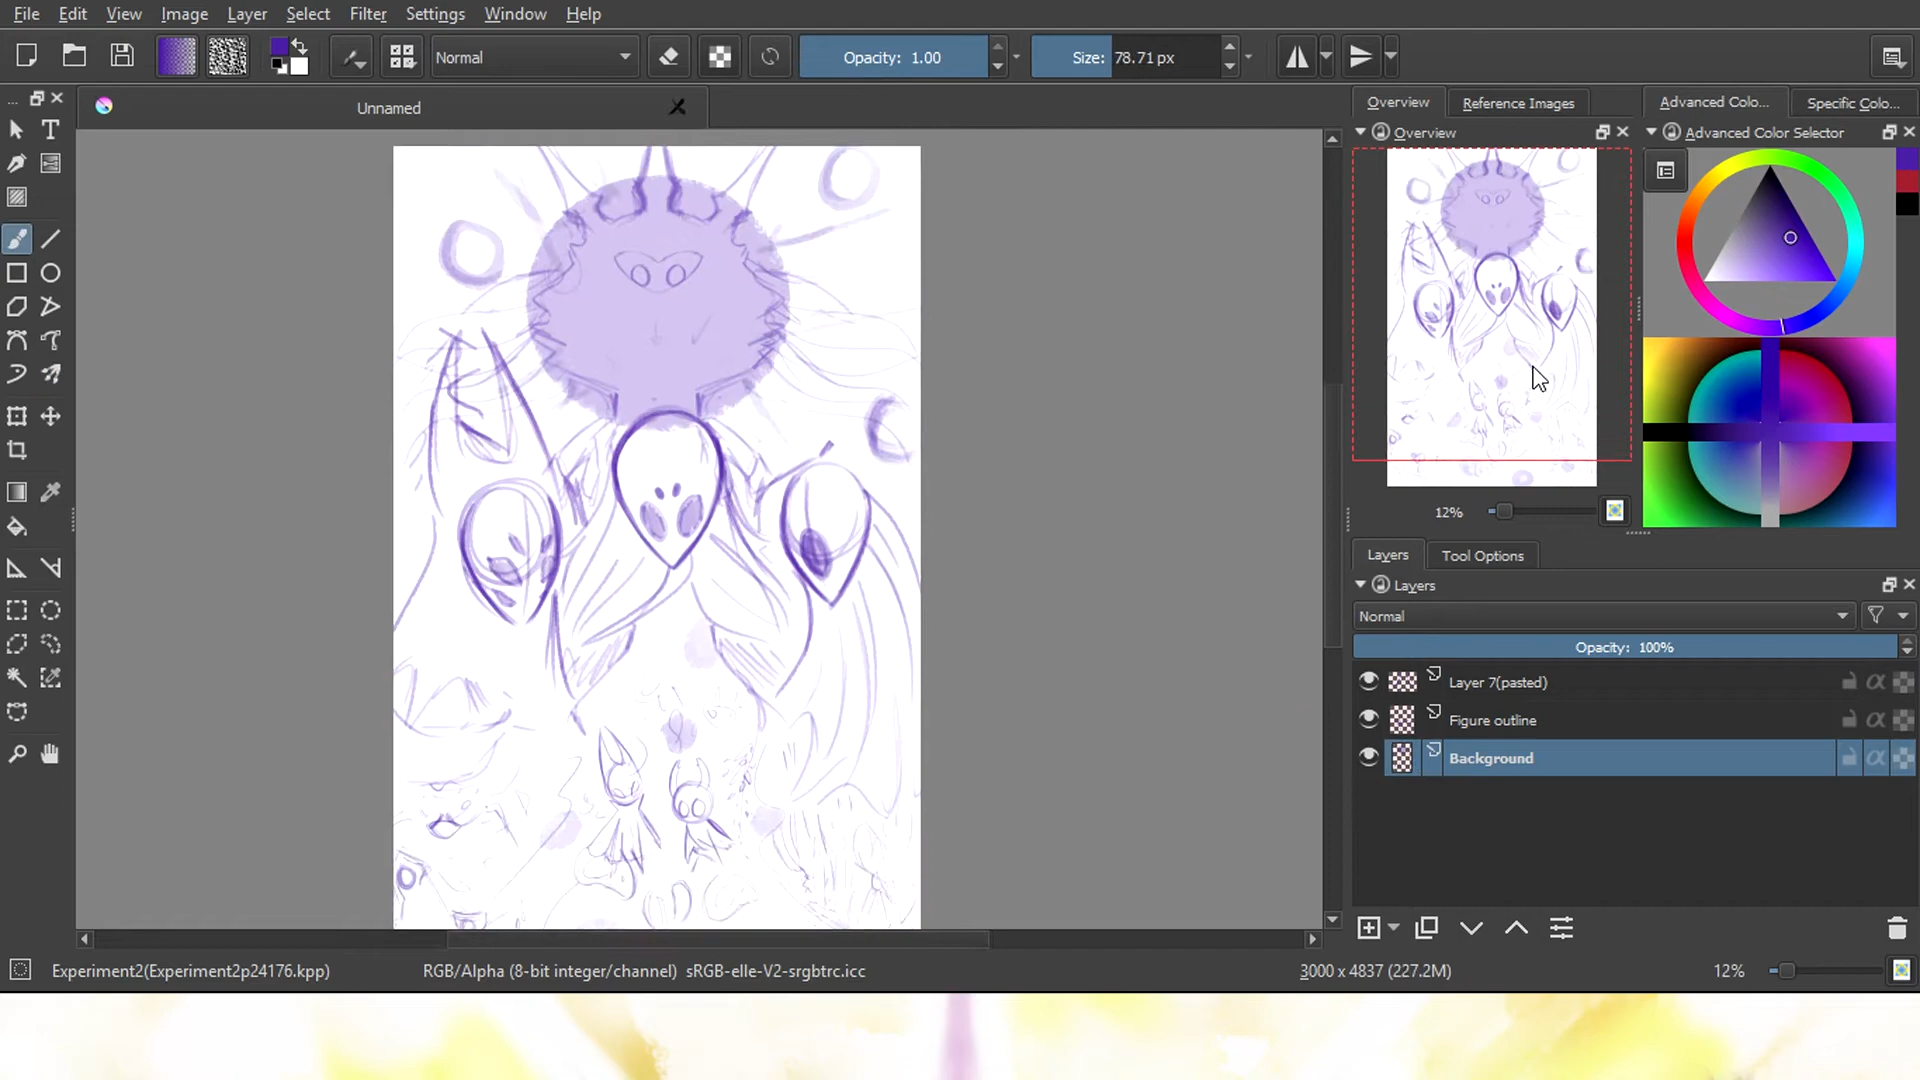 File Edit View Image Layer Select Filter Settings Window Help
Normal Opacity: 1.00 Size: 78.71 px
... Unnamed Overview Reference Images Advanced Colo... Specific Colo...
Overview Advanced Color Selector
12%
Layers Tool Options
Layers
Normal
Opacity: 100%
Layer 7(pasted)
Figure outline
Background
Experiment2(Experiment2p24176.kpp) RGB/Alpha (8-bit integer/channel) sRGB-elle-V2-srgbtrc.icc 3000 x 4837 (227.2M) 12%